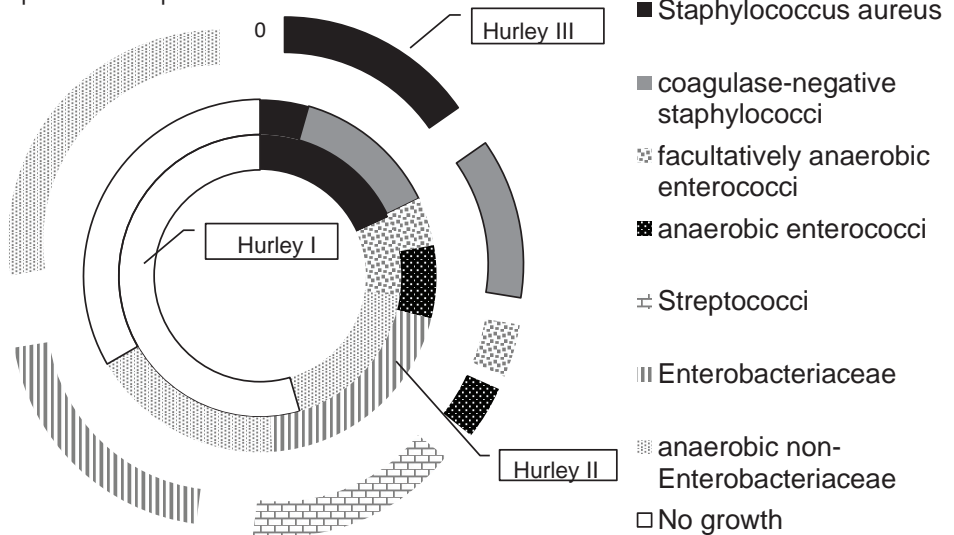 0
Hurley III
Hurley I
Hurley II
Staphylococcus aureus
coagulase-negative
staphylococci
facultatively anaerobic
enterococci
anaerobic enterococci
Streptococci
Enterobacteriaceae
anaerobic non-
Enterobacteriaceae
No growth